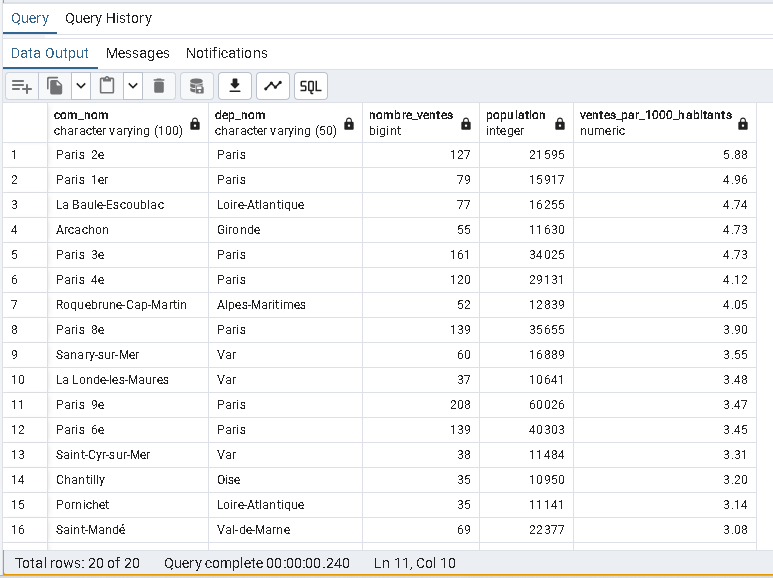 Query Query History
Data Output Messages Notifications
SQL
com_nom dep_nom nombre_ventes population ventes_par_1000_habitants
character varying (100) character varying (50) bigint integer numeric
1 Paris 2e Paris 127 21595 5.88
2 Paris 1er Paris 79 15917 4.96
3 La Baule-Escoublac Loire-Atlantique 77 16255 4.74
4 Arcachon Gironde 55 11630 4.73
5 Paris 3e Paris 161 34025 4.73
6 Paris 4e Paris 120 29131 4.12
7 Roquebrune-Cap-Martin Alpes-Maritimes 52 12839 4.05
8 Paris 8e Paris 139 35655 3.90
9 Sanary-sur-Mer Var 60 16889 3.55
10 La Londe-les-Maures Var 37 10641 3.48
11 Paris 9e Paris 208 60026 3.47
12 Paris 6e Paris 139 40303 3.45
13 Saint-Cyr-sur-Mer Var 38 11484 3.31
14 Chantilly Oise 35 10950 3.20
15 Pornichet Loire-Atlantique 35 11141 3.14
16 Saint-Mandé Val-de-Marne 69 22377 3.08
Total rows: 20 of 20 Query complete 00:00:00.240 Ln 11, Col 10